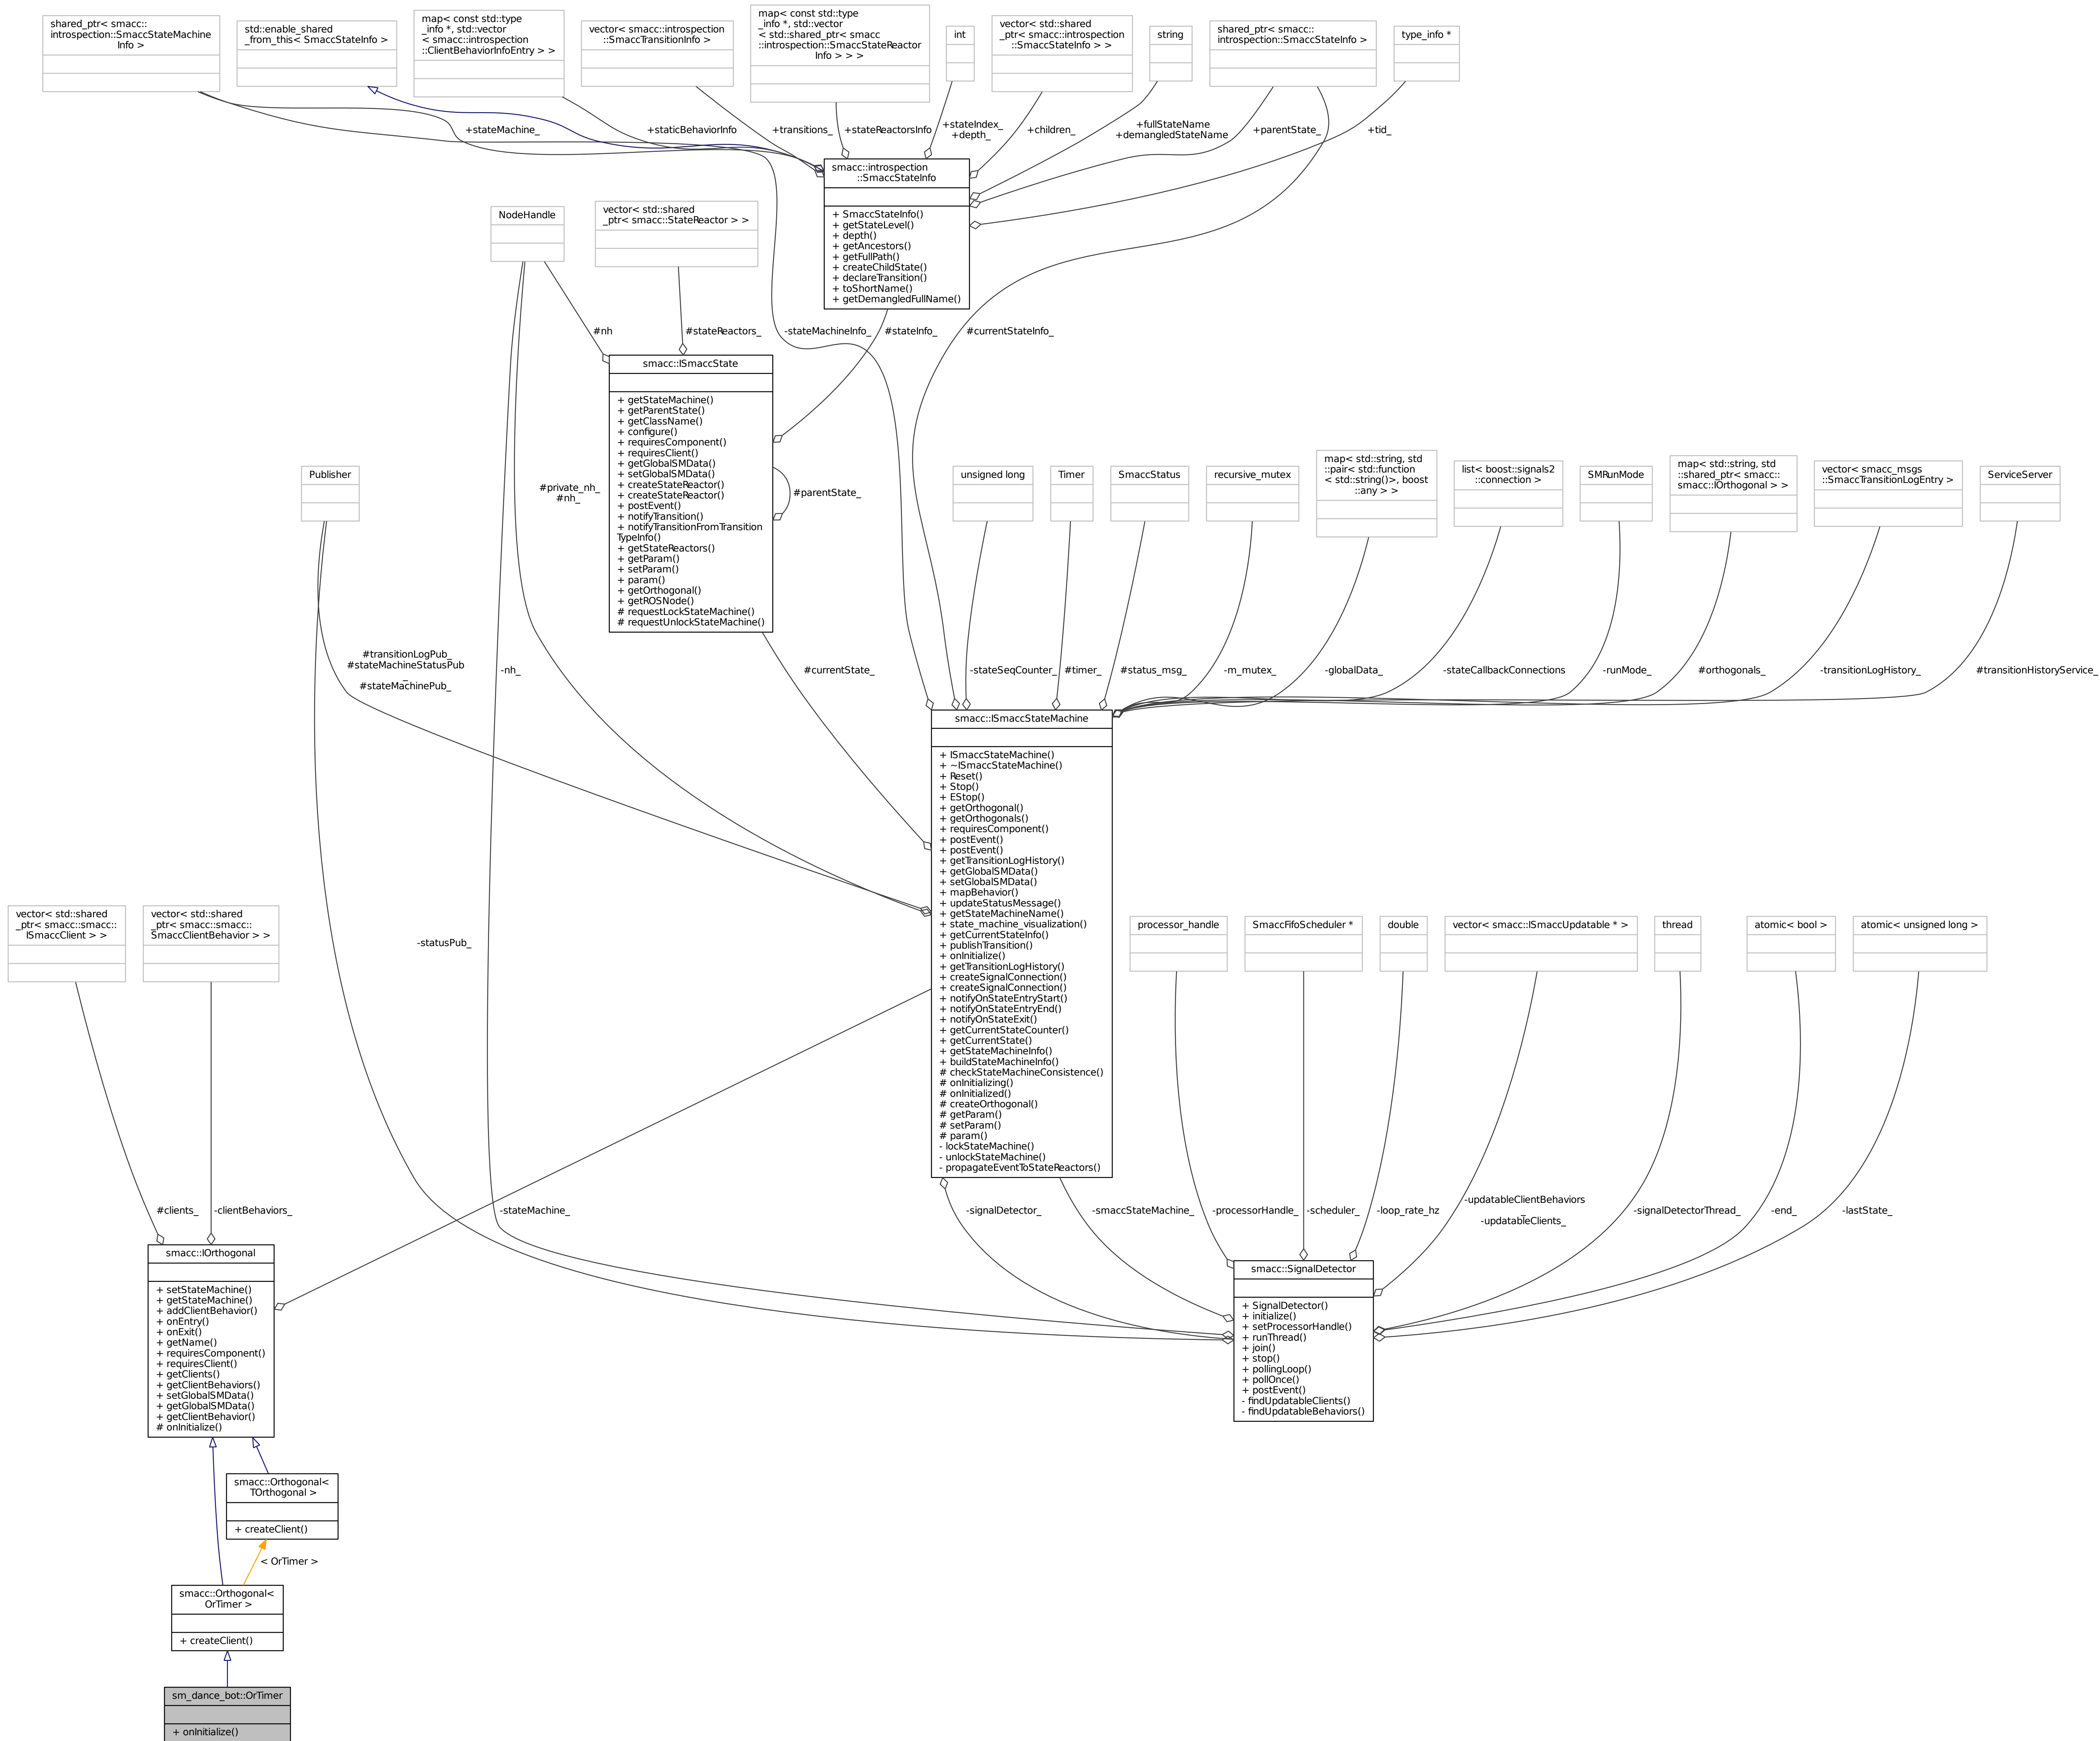 shared_ptr< smacc::
introspection::SmaccStateMachine
Info >
std::enable_shared
_from_this< SmaccStateInfo >
map< const std::type
_info *, std::vector
< smacc::introspection
::ClientBehaviorInfoEntry > >
vector< smacc::introspection
::SmaccTransitionInfo >
map< const std::type
_info *, std::vector
< std::shared_ptr< smacc
::introspection::SmaccStateReactor
Info > > >
int
vector< std::shared
_ptr< smacc::introspection
::SmaccStateInfo > >
string
shared_ptr< smacc::
introspection::SmaccStateInfo >
type_info *
+stateMachine_
+staticBehaviorInfo
+transitions_
+stateReactorsInfo
+stateIndex_
+depth_
+children_
+fullStateName
+demangledStateName
+parentState_
+tid_
smacc::introspection
::SmaccStateInfo
+ SmaccStateInfo()
+ getStateLevel()
+ depth()
+ getAncestors()
+ getFullPath()
+ createChildState()
+ declareTransition()
+ toShortName()
+ getDemangledFullName()
NodeHandle
vector< std::shared
_ptr< smacc::StateReactor > >
#nh
#stateReactors_
-stateMachineInfo_
#stateInfo_
#currentStateInfo_
smacc::ISmaccState
+ getStateMachine()
+ getParentState()
+ getClassName()
+ configure()
+ requiresComponent()
+ requiresClient()
+ getGlobalSMData()
+ setGlobalSMData()
+ createStateReactor()
+ createStateReactor()
+ postEvent()
+ notifyTransition()
+ notifyTransitionFromTransition
TypeInfo()
+ getStateReactors()
+ getParam()
+ setParam()
+ param()
+ getOrthogonal()
+ getROSNode()
# requestLockStateMachine()
# requestUnlockStateMachine()
#parentState_
Publisher
#private_nh_
#nh_
unsigned long
Timer
SmaccStatus
recursive_mutex
map< std::string, std
::pair< std::function
< std::string()>, boost
::any > >
list< boost::signals2
::connection >
SMRunMode
map< std::string, std
::shared_ptr< smacc::
smacc::IOrthogonal > >
vector< smacc_msgs
::SmaccTransitionLogEntry >
ServiceServer
#transitionLogPub_
#stateMachineStatusPub
_
#stateMachinePub_
-nh_
#currentState_
-stateSeqCounter_
#timer_
#status_msg_
-m_mutex_
-globalData_
-stateCallbackConnections
-runMode_
#orthogonals_
-transitionLogHistory_
#transitionHistoryService_
smacc::ISmaccStateMachine
+ ISmaccStateMachine()
+ ~ISmaccStateMachine()
+ Reset()
+ Stop()
+ EStop()
+ getOrthogonal()
+ getOrthogonals()
+ requiresComponent()
+ postEvent()
+ postEvent()
+ getTransitionLogHistory()
+ getGlobalSMData()
+ setGlobalSMData()
+ mapBehavior()
+ updateStatusMessage()
+ getStateMachineName()
+ state_machine_visualization()
+ getCurrentStateInfo()
+ publishTransition()
+ onInitialize()
+ getTransitionLogHistory()
+ createSignalConnection()
+ createSignalConnection()
+ notifyOnStateEntryStart()
+ notifyOnStateEntryEnd()
+ notifyOnStateExit()
+ getCurrentStateCounter()
+ getCurrentState()
+ getStateMachineInfo()
+ buildStateMachineInfo()
# checkStateMachineConsistence()
# onInitializing()
# onInitialized()
# createOrthogonal()
# getParam()
# setParam()
# param()
- lockStateMachine()
- unlockStateMachine()
- propagateEventToStateReactors()
vector< std::shared
_ptr< smacc::smacc::
ISmaccClient > >
vector< std::shared
_ptr< smacc::smacc::
SmaccClientBehavior > >
-statusPub_
processor_handle
SmaccFifoScheduler *
double
vector< smacc::ISmaccUpdatable * >
thread
atomic< bool >
atomic< unsigned long >
#clients_
-clientBehaviors_
-stateMachine_
-signalDetector_
-smaccStateMachine_
-processorHandle_
-scheduler_
-loop_rate_hz
-updatableClientBehaviors
_
-updatableClients_
-signalDetectorThread_
-end_
-lastState_
smacc::IOrthogonal
+ setStateMachine()
+ getStateMachine()
+ addClientBehavior()
+ onEntry()
+ onExit()
+ getName()
+ requiresComponent()
+ requiresClient()
+ getClients()
+ getClientBehaviors()
+ setGlobalSMData()
+ getGlobalSMData()
+ getClientBehavior()
# onInitialize()
smacc::SignalDetector
+ SignalDetector()
+ initialize()
+ setProcessorHandle()
+ runThread()
+ join()
+ stop()
+ pollingLoop()
+ pollOnce()
+ postEvent()
- findUpdatableClients()
- findUpdatableBehaviors()
smacc::Orthogonal<
TOrthogonal >
+ createClient()
< OrTimer >
smacc::Orthogonal<
OrTimer >
+ createClient()
sm_dance_bot::OrTimer
+ onInitialize()